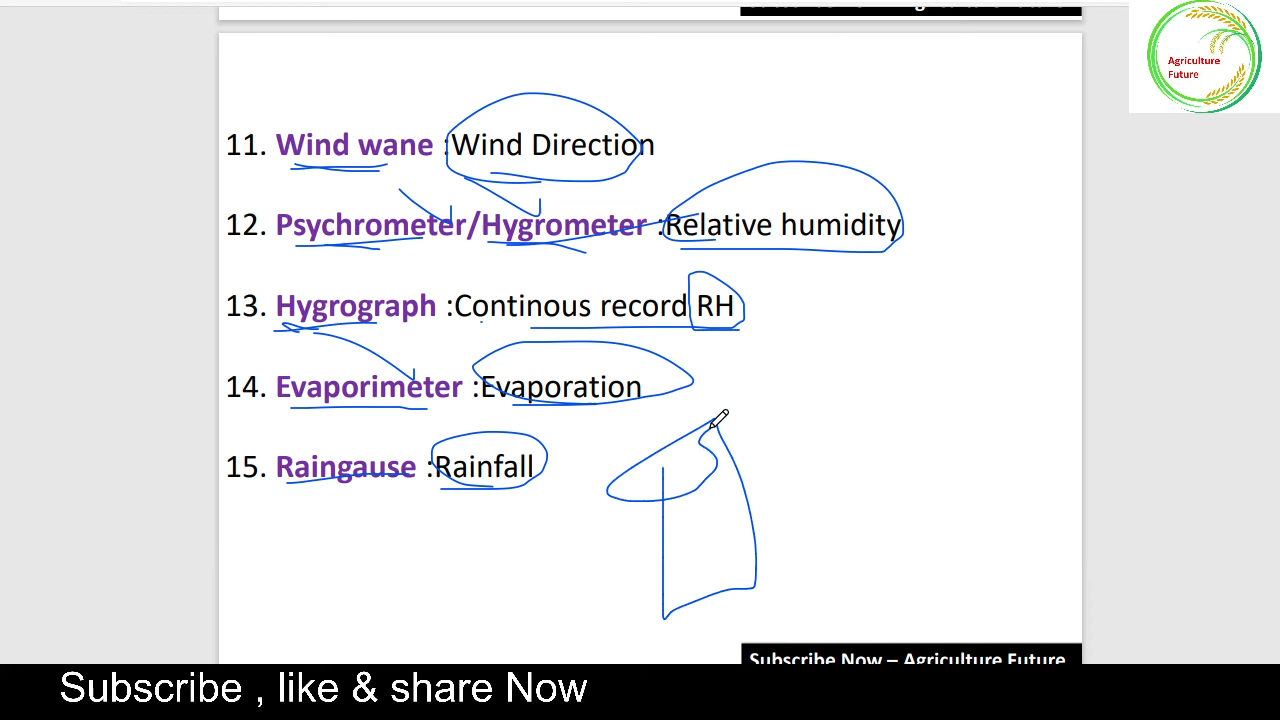 Agriculture
Future
11. Wind wane :Wind Direction
12. Psychrometer/Hygrometer :Relative humidity
13. Hygrograph :Continous record RH
14. Evaporimeter :Evaporation
15. Raingause :Rainfall
Subscribe Now – Agriculture Future
Subscribe , like & share Now